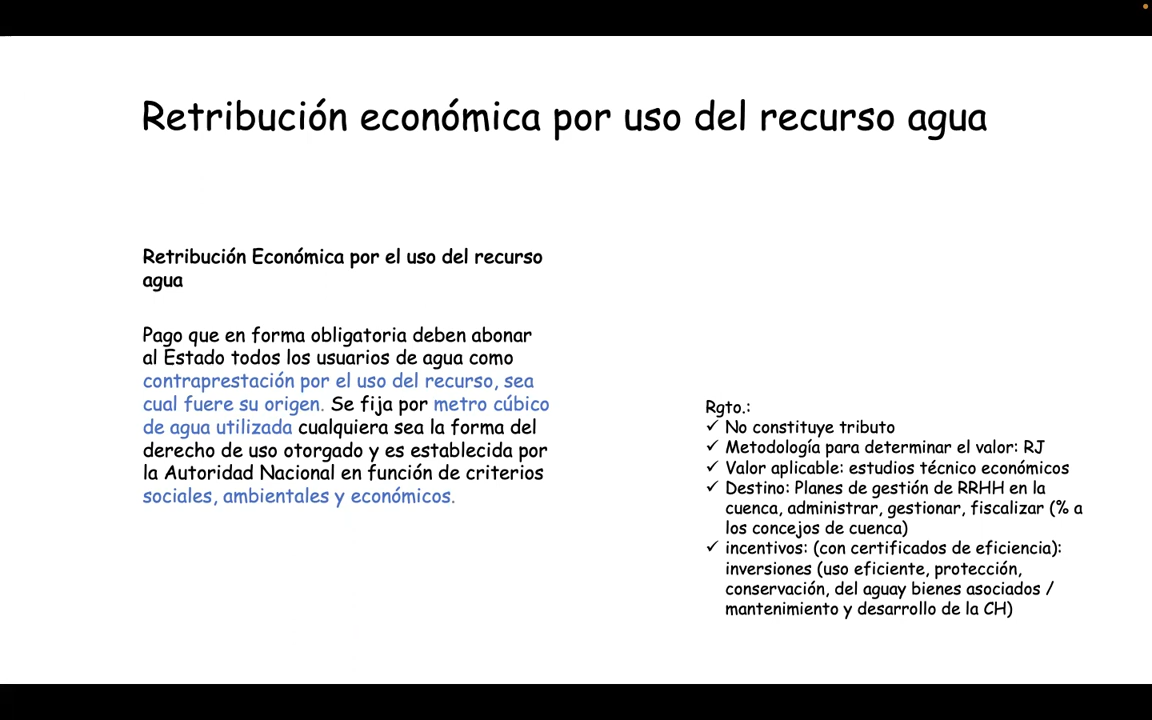 Retribución económica por uso del recurso agua
Retribución Económica por el uso del recurso
agua
Pago que en forma obligatoria deben abonar
al Estado todos los usuarios de agua como
contraprestación por el uso del recurso, sea
cual fuere su origen. Se fija por metro cúbico
de agua utilizada cualquiera sea la forma del
derecho de uso otorgado y es establecida por
la Autoridad Nacional en función de criterios
sociales, ambientales y económicos.
Rgto.:
✓ No constituye tributo
✓ Metodología para determinar el valor: RJ
✓ Valor aplicable: estudios técnico económicos
✓ Destino: Planes de gestión de RRHH en la
cuenca, administrar, gestionar, fiscalizar (% a
los concejos de cuenca)
✓ incentivos: (con certificados de eficiencia):
inversiones (uso eficiente, protección,
conservación, del aguay bienes asociados /
mantenimiento y desarrollo de la CH)